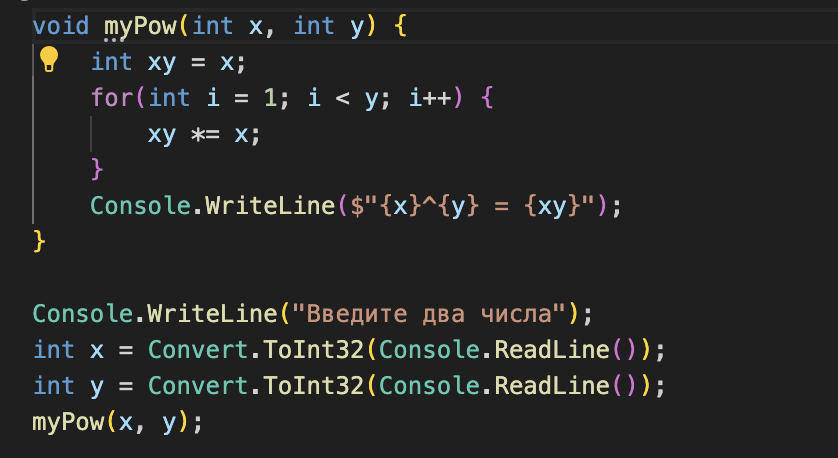 void myPow(int x, int y) {
    int xy = x;
    for(int i = 1; i < y; i++) {
        xy *= x;
    }
    Console.WriteLine($"{x}^{y} = {xy}");
}
Console.WriteLine("Введите два числа");
int x = Convert.ToInt32(Console.ReadLine());
int y = Convert.ToInt32(Console.ReadLine());
myPow(x, y);